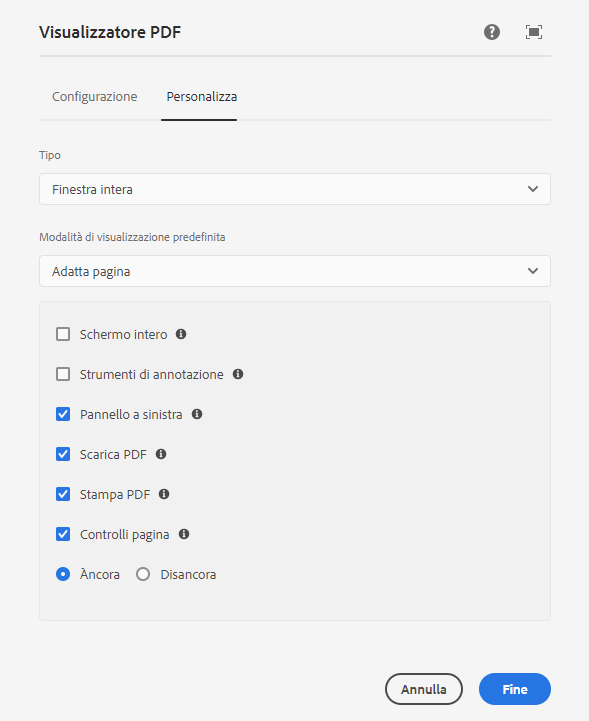 Visualizzatore PDF
Configurazione Personalizza
Tipo
Finestra intera
Modalità di visualizzazione predefinita
Adatta pagina
Schermo intero
Strumenti di annotazione
Pannello a sinistra
Scarica PDF
Stampa PDF
Controlli pagina
Àncora Disancora
Annulla Fine